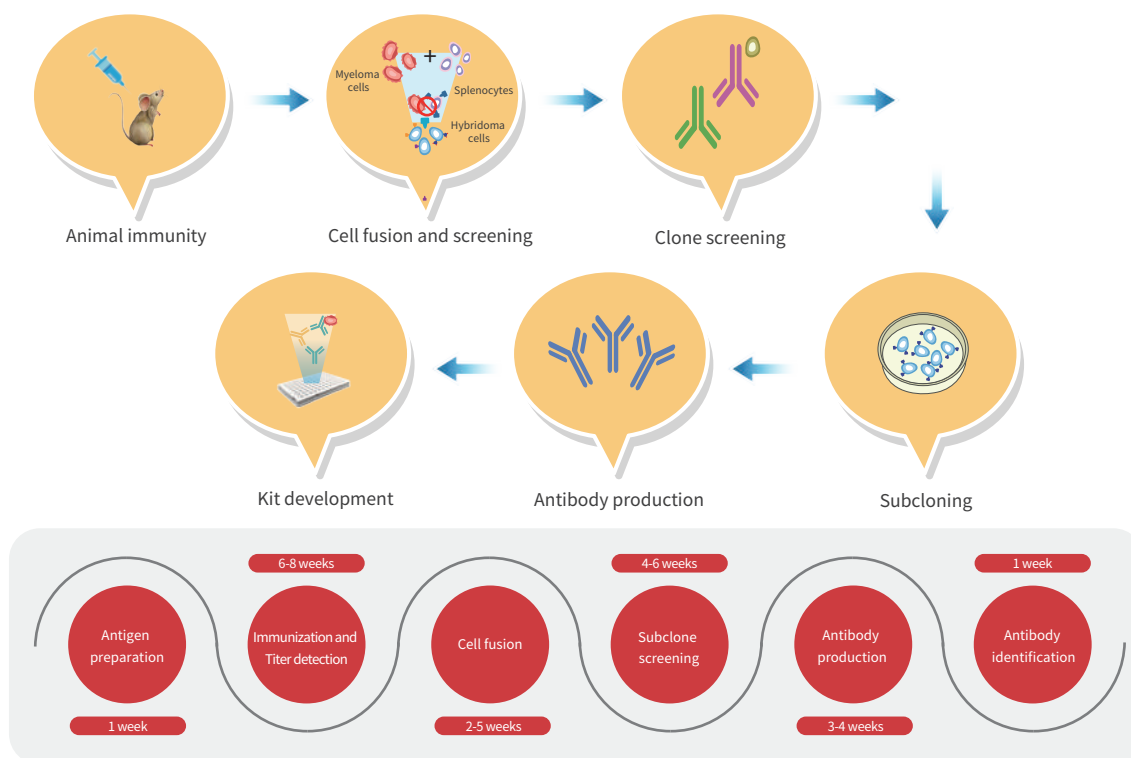 Myeloma
cells
+
Splenocytes
Hybridoma
cells
Animal immunity
Cell fusion and screening
Clone screening
Kit development
Antibody production
Subcloning
6-8 weeks
4-6 weeks
1 week
Antigen
preparation
Immunization and
Titer detection
Cell fusion
Subclone
screening
Antibody
production
Antibody
identification
1 week
2-5 weeks
3-4 weeks